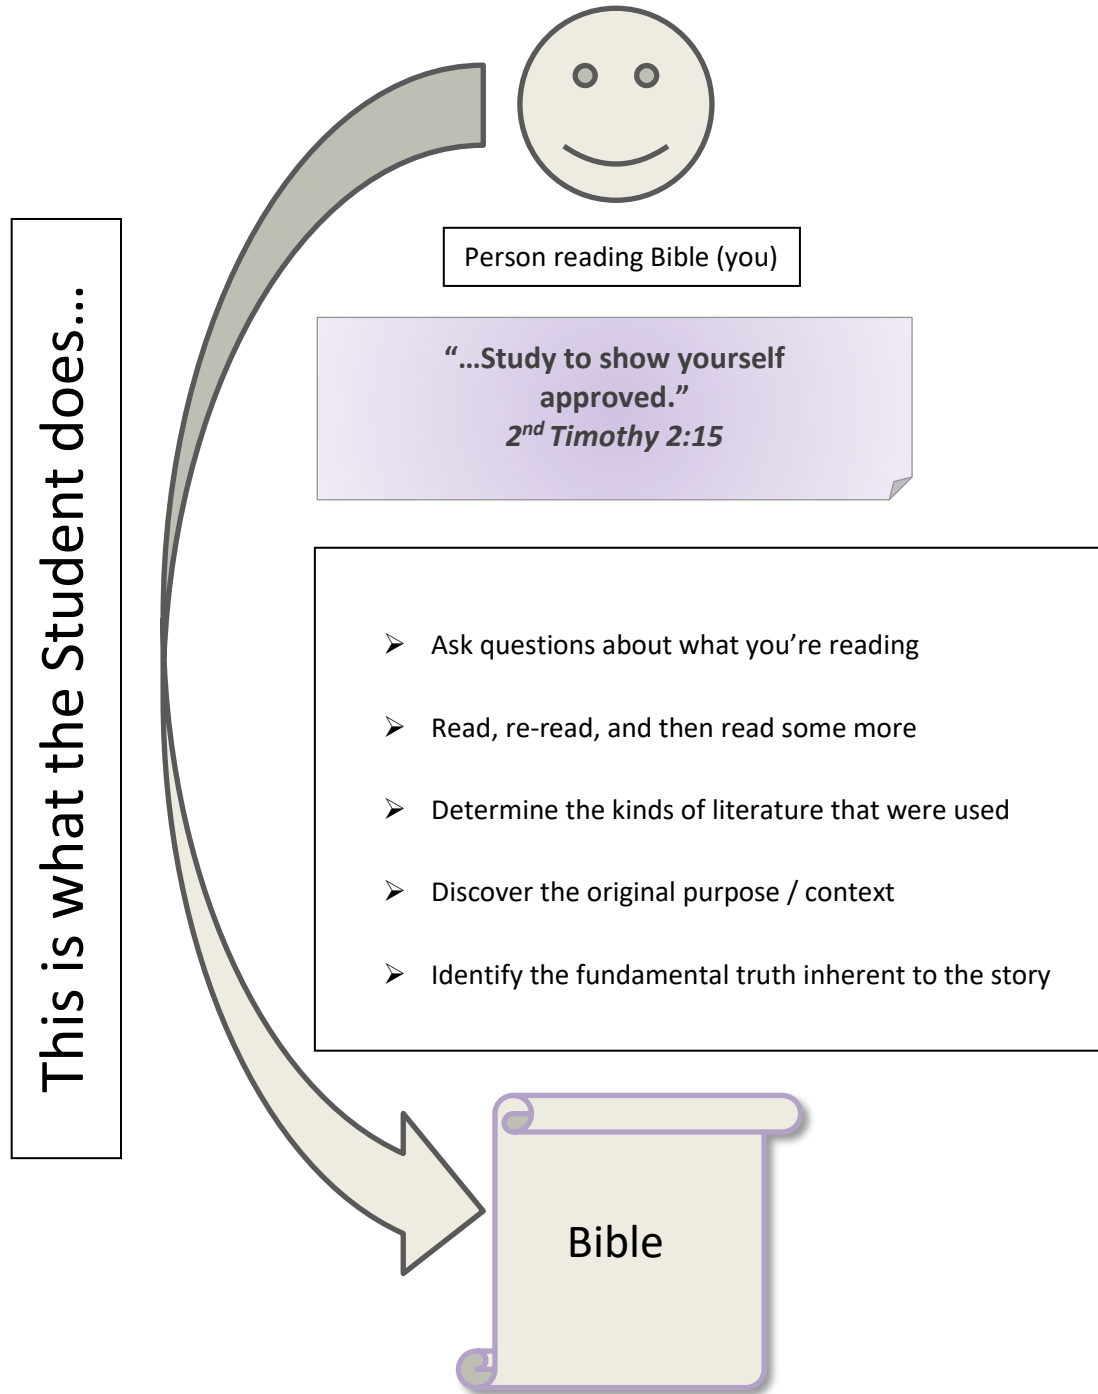 This is what the Student does…
Person reading Bible (you)
“…Study to show yourself
approved.”
2nd Timothy 2:15
➢ Ask questions about what you’re reading
➢ Read, re-read, and then read some more
➢ Determine the kinds of literature that were used
➢ Discover the original purpose / context
➢ Identify the fundamental truth inherent to the story
Bible